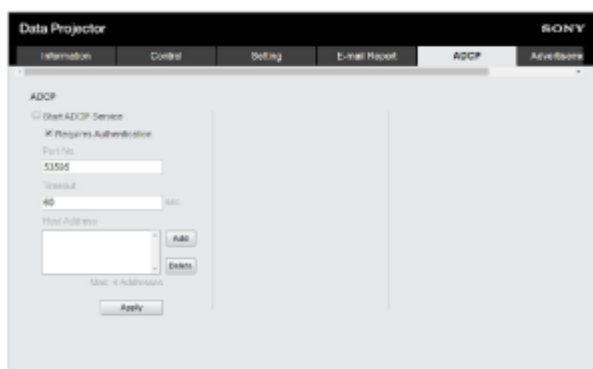 Data Projector
SONY
Information Control Setting E-mail Report ADCP Advertiseme
ADCP
Start ADCP Service
Requires Authentication
Port No.
53595
Timeout
60 sec.
Host Address
Add
Delete
Max: 4 Addresses
Apply